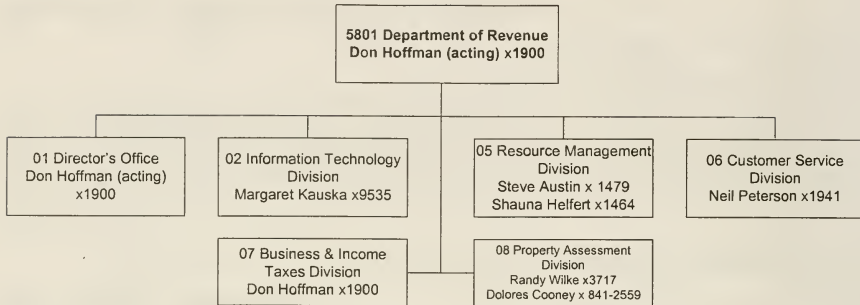 5801 Department of Revenue
Don Hoffman (acting) x1900
01 Director's Office
Don Hoffman (acting)
x1900
02 Information Technology
Division
Margaret Kauska x9535
05 Resource Management
Division
Steve Austin x 1479
Shauna Helfert x1464
06 Customer Service
Division
Neil Peterson x1941
07 Business & Income
Taxes Division
Don Hoffman x1900
08 Property Assessment
Division
Randy Wilke x3717
Dolores Cooney x 841-2559